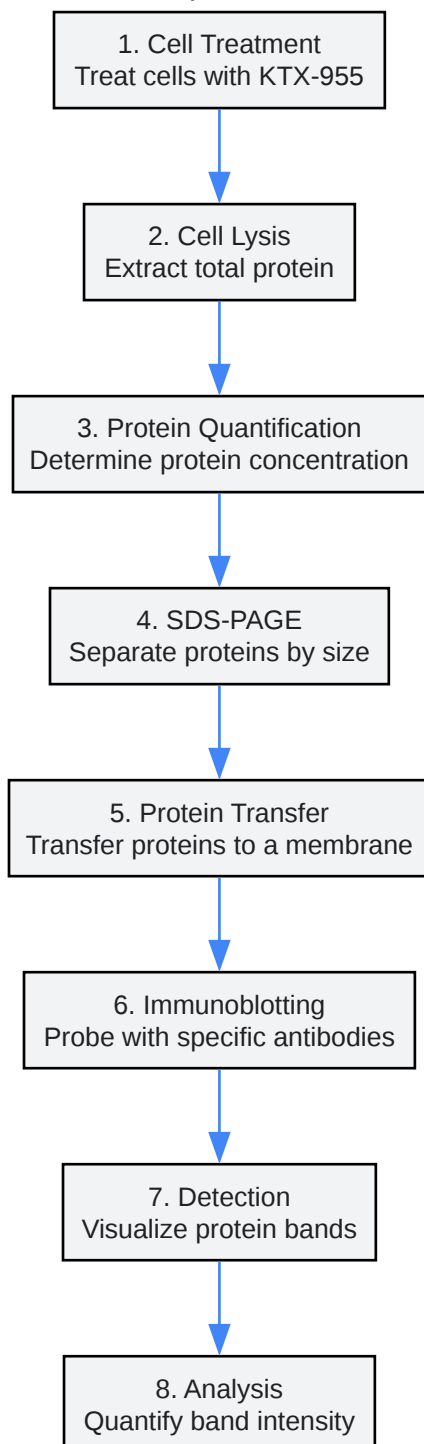 1. Cell Treatment
Treat cells with KTX-955
2. Cell Lysis
Extract total protein
3. Protein Quantification
Determine protein concentration
4. SDS-PAGE
Separate proteins by size
5. Protein Transfer
Transfer proteins to a membrane
6. Immunoblotting
Probe with specific antibodies
7. Detection
Visualize protein bands
8. Analysis
Quantify band intensity